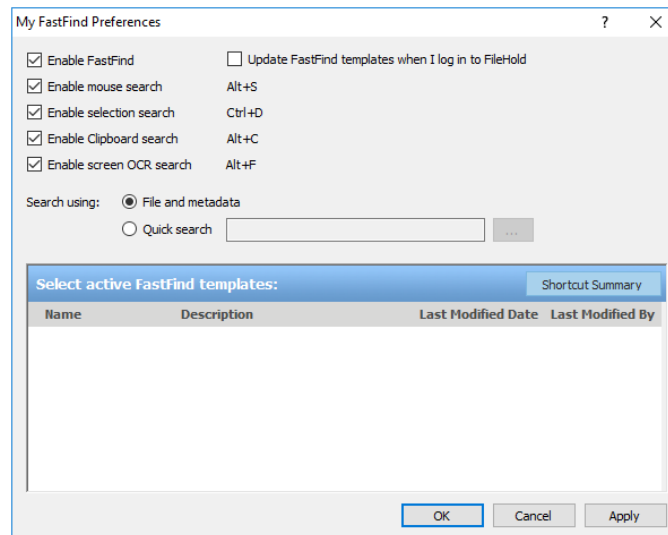 My FastFind Preferences ? X
Enable FastFind Update FastFind templates when I log in to FileHold
Enable mouse search Alt+S
Enable selection search Ctrl+D
Enable Clipboard search Alt+C
Enable screen OCR search Alt+F
Search using: File and metadata
Quick search ...
Select active FastFind templates: Shortcut Summary
Name Description Last Modified Date Last Modified By
OK Cancel Apply